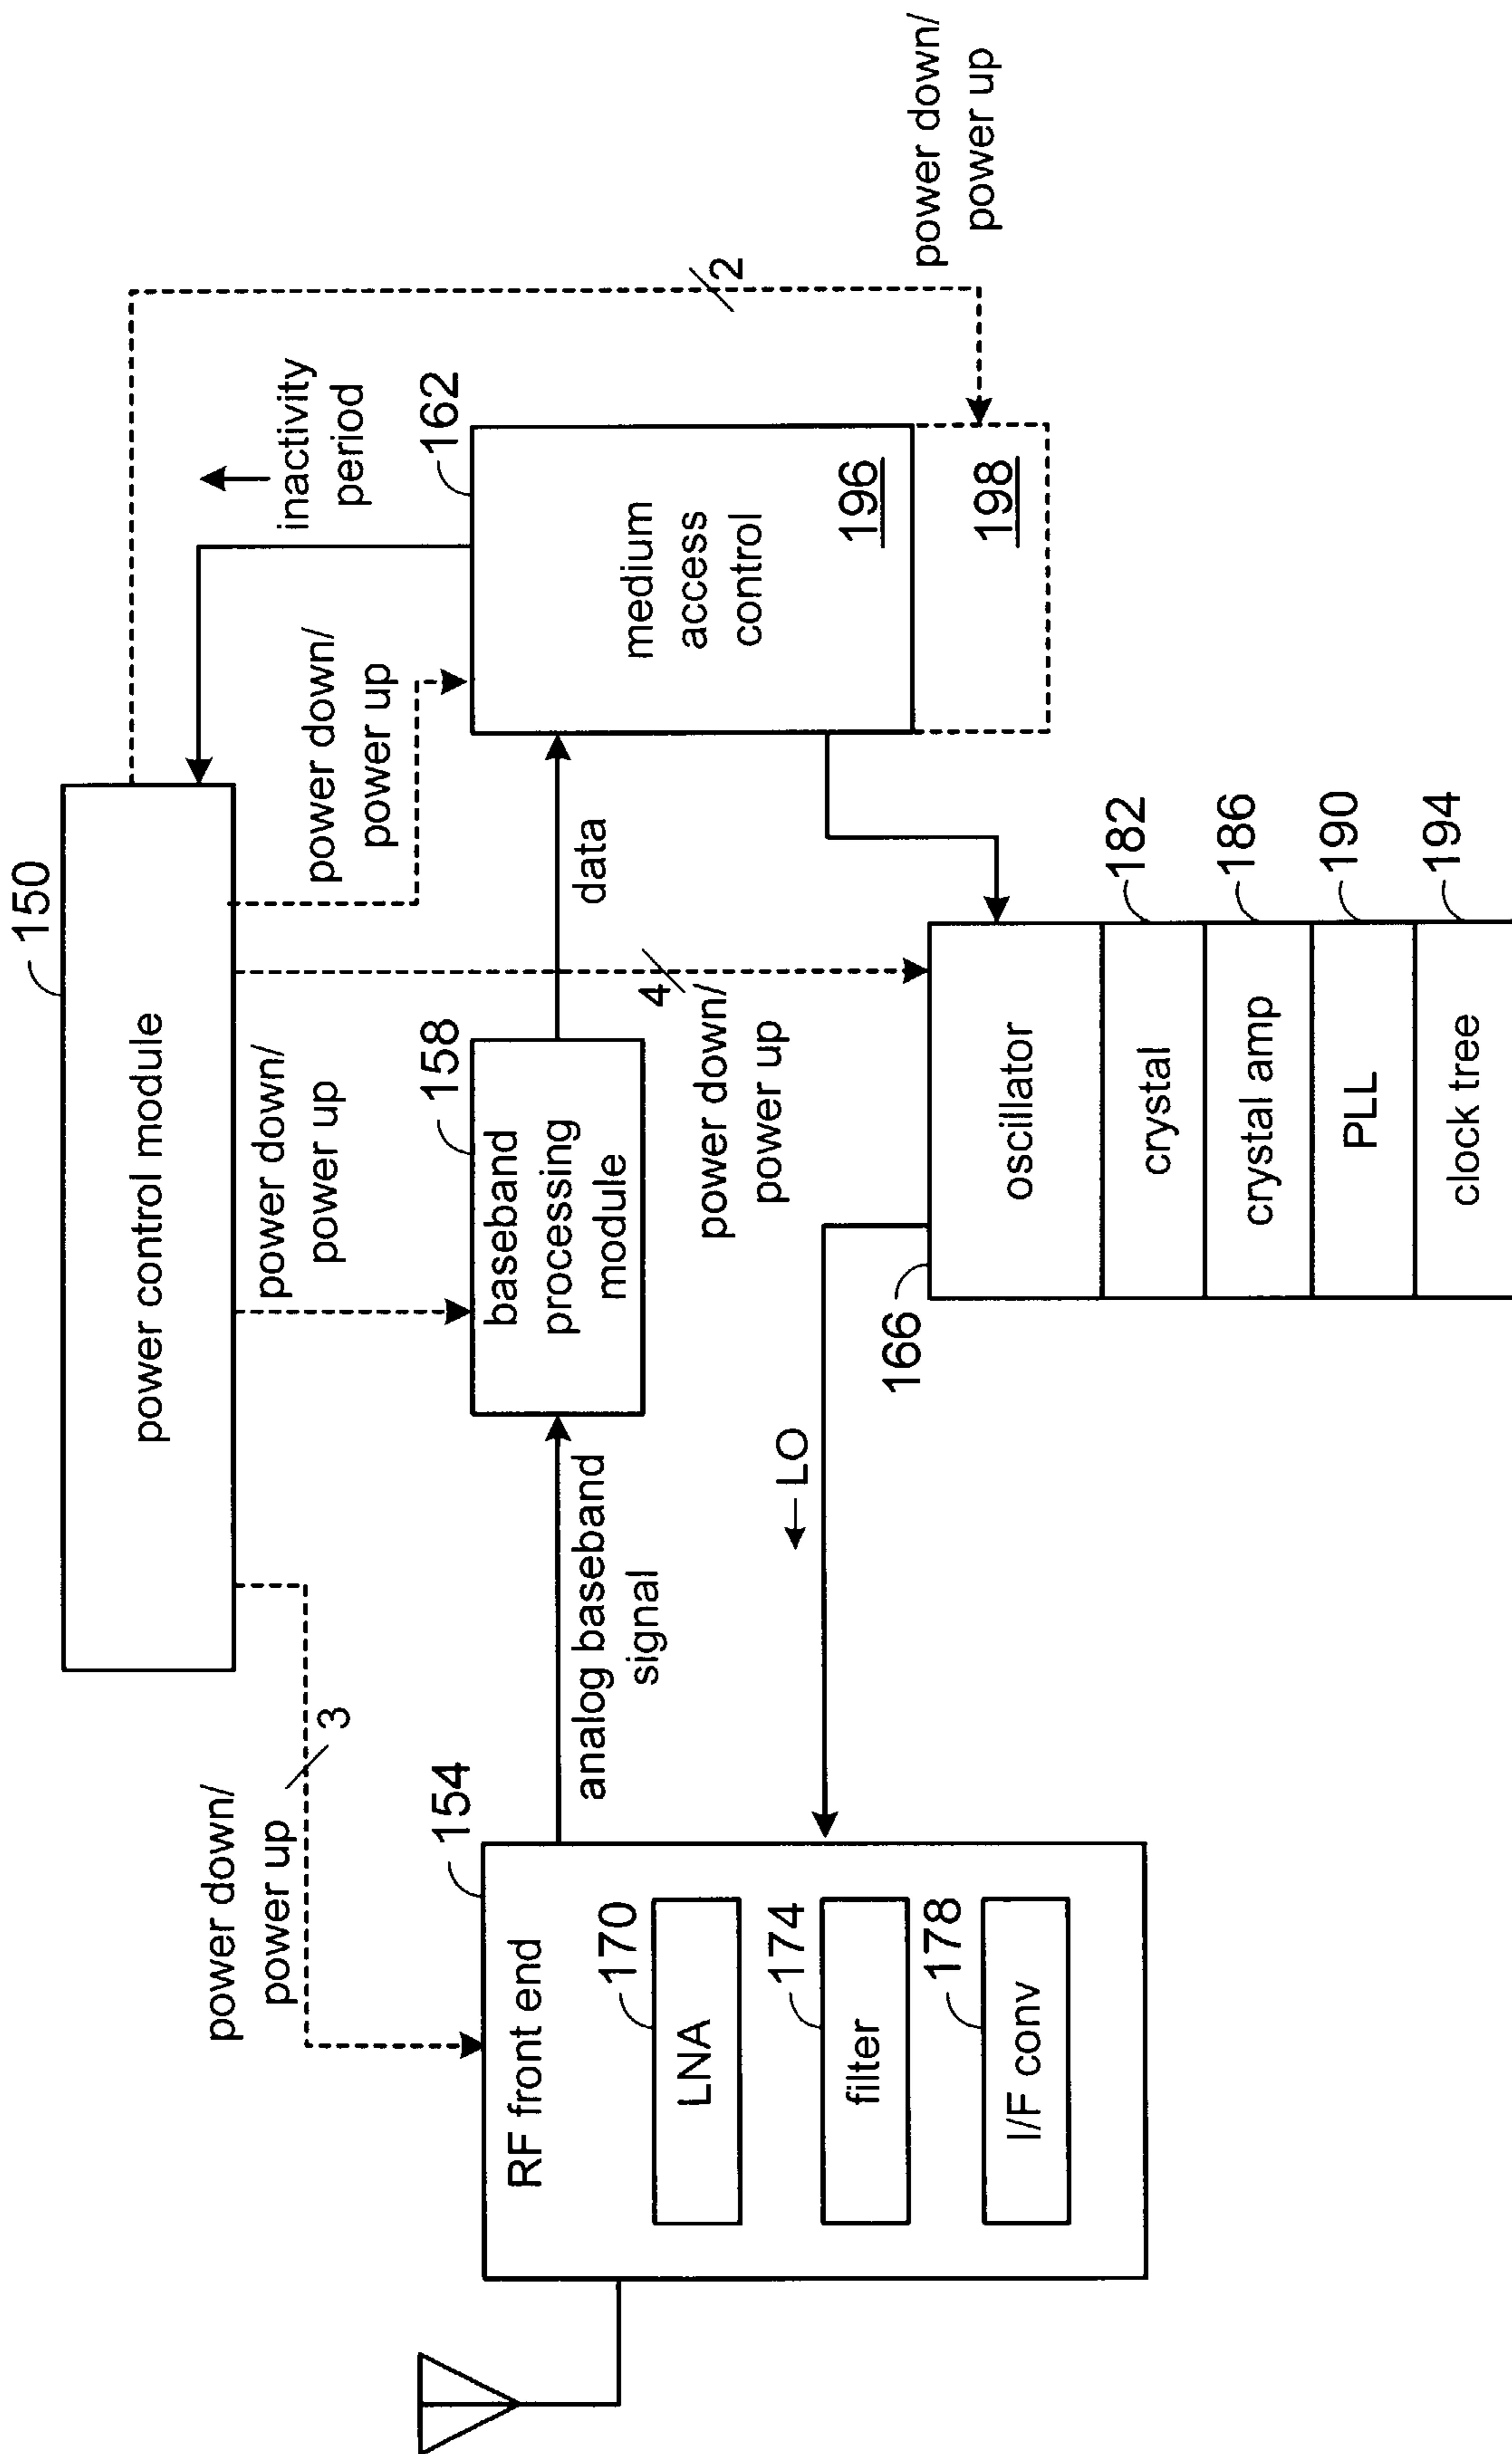 150
power control module
power down/
power up
3
power down/
power up
power down/
power up
inactivity
period
2
power down/
power up
154
RF front end
170
LNA
174
filter
178
I/F conv
analog baseband
signal
158
baseband
processing
module
data
4
power down/
power up
162
medium
access
control
196
198
← LO
166
oscillator
crystal
182
crystal amp
186
PLL
190
clock tree
194